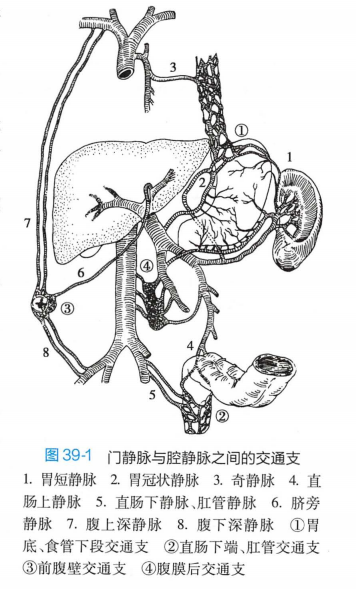 3
①
1
2
7
④
6
③
8
4
5
②
图 39-1 门静脉与腔静脉之间的交通支
1. 胃短静脉 2. 胃冠状静脉 3. 奇静脉 4. 直
肠上静脉 5. 直肠下静脉、肛管静脉 6. 脐旁
静脉 7. 腹上深静脉 8. 腹下深静脉 ①胃
底、食管下段交通支 ②直肠下端、肛管交通支
③前腹壁交通支 ④腹膜后交通支